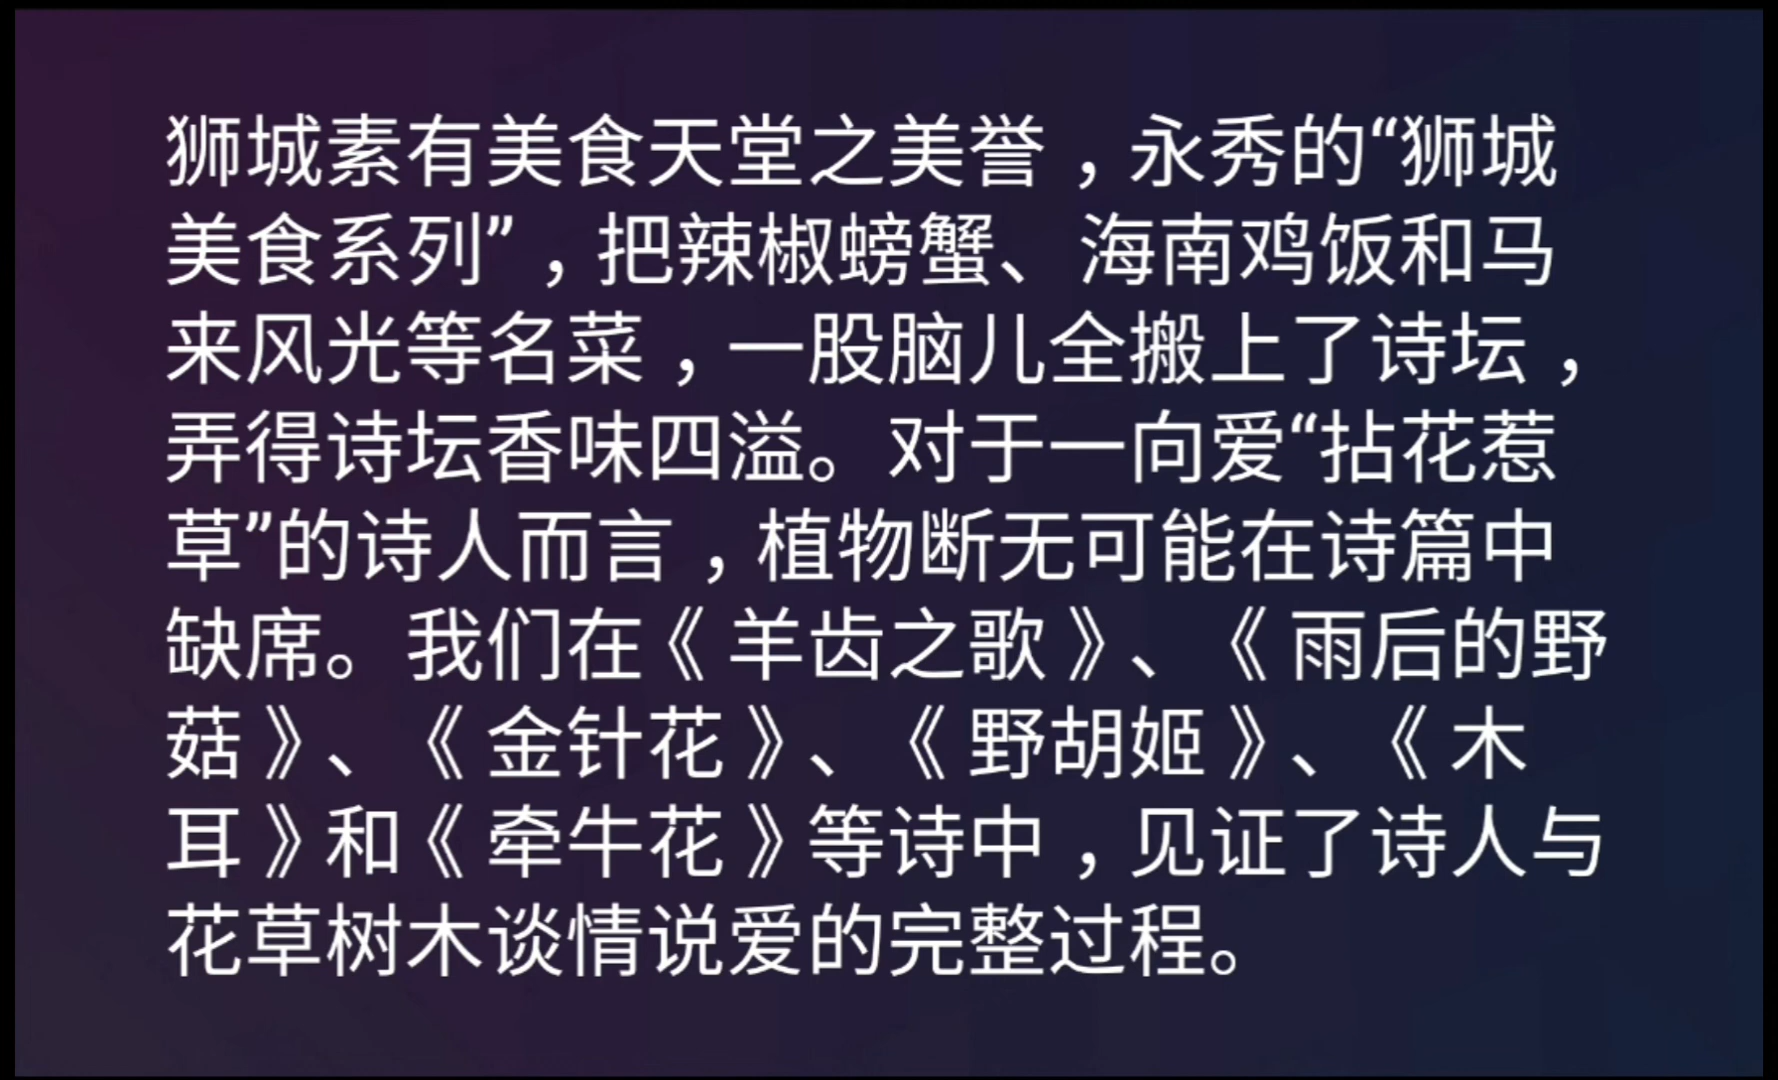 狮城素有美食天堂之美誉，永秀的“狮城
美食系列”，把辣椒螃蟹、海南鸡饭和马
来风光等名菜，一股脑儿全搬上了诗坛，
弄得诗坛香味四溢。对于一向爱“拈花惹
草”的诗人而言，植物断无可能在诗篇中
缺席。我们在《羊齿之歌》、《雨后的野
菇》、《金针花》、《野胡姬》、《木
耳》和《牵牛花》等诗中，见证了诗人与
花草树木谈情说爱的完整过程。